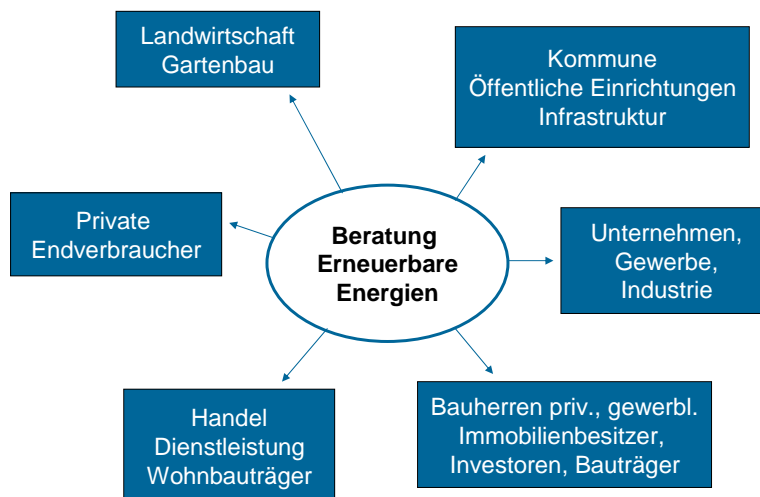 Landwirtschaft
Gartenbau
Kommune
Öffentliche Einrichtungen
Infrastruktur
Private
Endverbraucher
Beratung
Erneuerbare
Energien
Unternehmen,
Gewerbe,
Industrie
Handel
Dienstleistung
Wohnbauträger
Bauherren priv., gewerbl.
Immobilienbesitzer,
Investoren, Bauträger